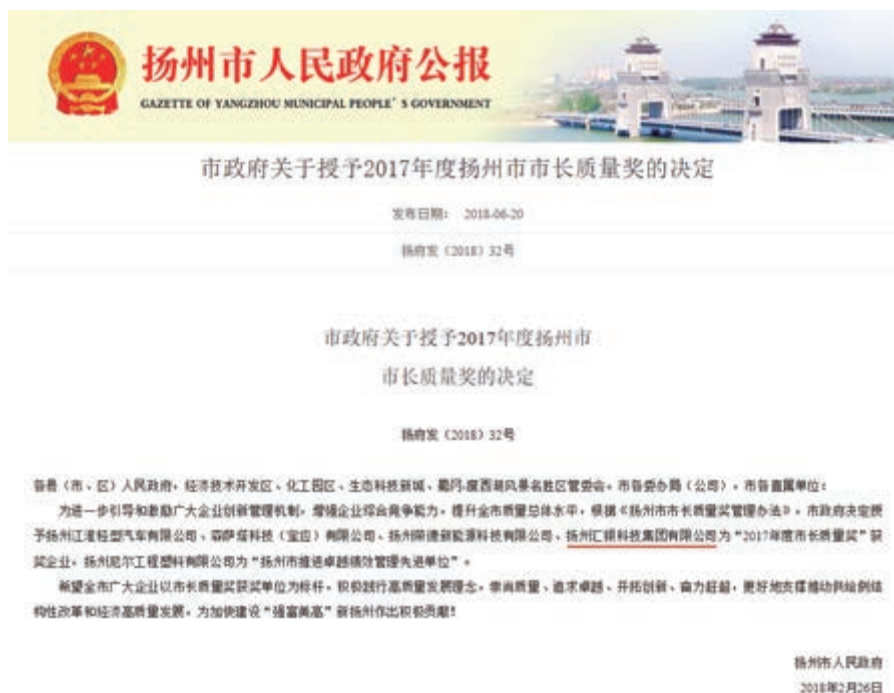 扬州市人民政府公报
GAZETTE OF YANGZHOU MUNICIPAL PEOPLE' S GOVERNMENT
市政府关于授予2017年度扬州市市长质量奖的决定
发布日期： 2018-06-20
扬府发〔2018〕32号
市政府关于授予2017年度扬州市
市长质量奖的决定
扬府发〔2018〕32号
各县（市、区）人民政府，经济技术开发区、化工园区、生态科技新城、蜀冈-瘦西湖风景名胜区管委会，市各委办局（公司），市各直属单位：
为进一步引导和激励广大企业创新管理机制，增强企业综合竞争能力，提升全市质量总体水平，根据《扬州市市长质量奖管理办法》，市政府决定授
予扬州江淮轻型汽车有限公司、森萨塔科技（宝应）有限公司、扬州荣德新能源科技有限公司、扬州汇银科技集团有限公司为“2017年度市长质量奖”获
奖企业，扬州尼尔工程塑料有限公司为“扬州市推进卓越绩效管理先进单位”。
希望全市广大企业以市长质量奖获奖单位为标杆，积极践行高质量发展理念，崇尚质量、追求卓越、开拓创新、奋力赶超，更好地支撑推动供给侧结
构性改革和经济高质量发展，为加快建设“强富美高”新扬州作出积极贡献！
扬州市人民政府
2018年2月26日